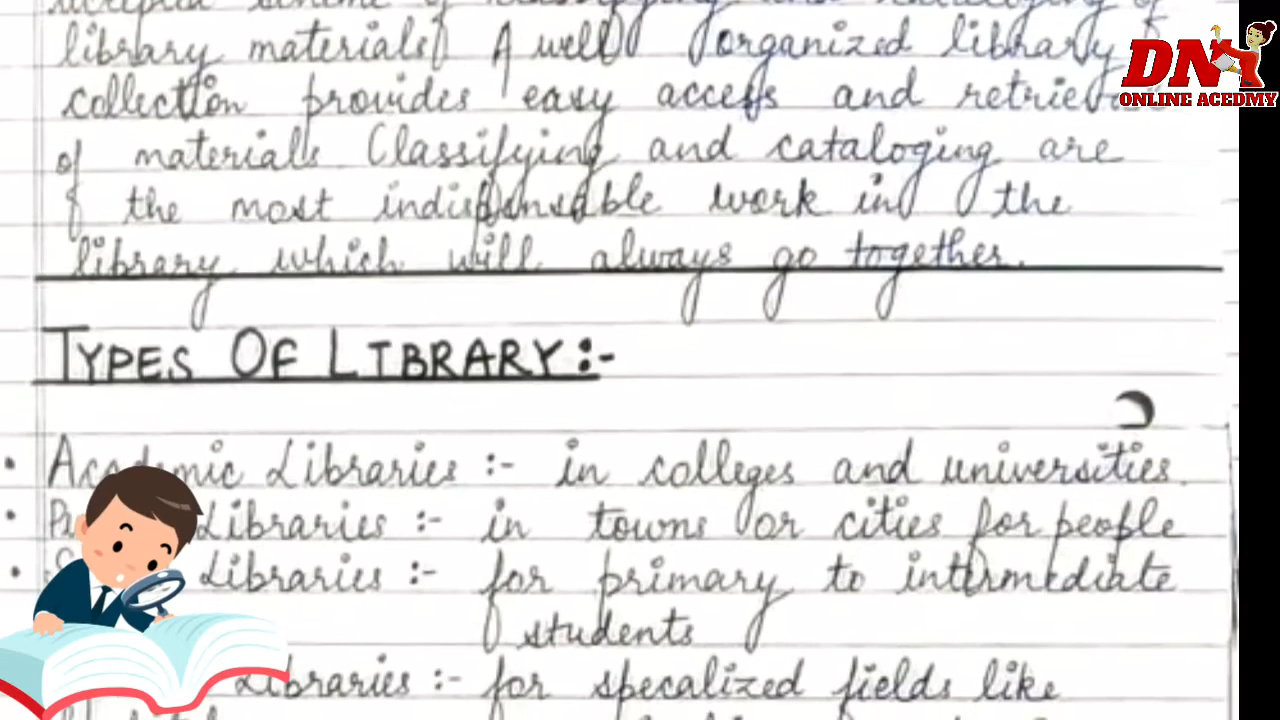 library materials A well organized library
collection provides easy access and
of materials Classifying and cataloging are
the most indispensable work in the
library which will always go together.
TYPES OF LIBRARY:-
• Academic Libraries :- in colleges and universities.
• Libraries :- in towns or cities for people
• Libraries :- for primary to intermediate
students
Libraries :- for specalized fields like
DNA
ONLINE ACEDMY